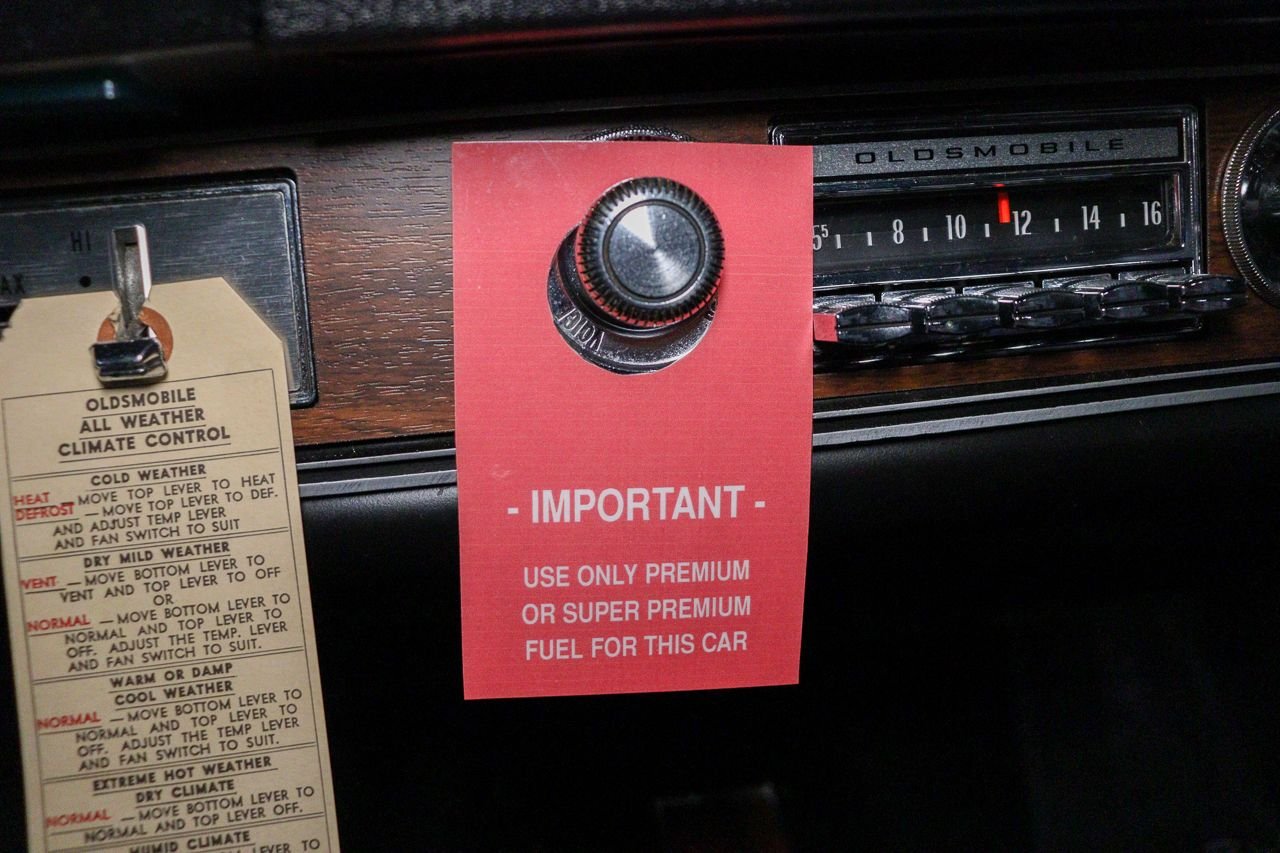 HI
AX
OLDSMOBILE
ALL WEATHER
CLIMATE CONTROL
COLD WEATHER
HEAT — MOVE TOP LEVER TO HEAT
DEFROST — MOVE TOP LEVER TO DEF.
AND ADJUST TEMP LEVER
AND FAN SWITCH TO SUIT
DRY MILD WEATHER
VENT — MOVE BOTTOM LEVER TO
VENT AND TOP LEVER TO OFF
OR
NORMAL — MOVE BOTTOM LEVER TO
NORMAL AND TOP LEVER TO
OFF. ADJUST THE TEMP. LEVER
AND FAN SWITCH TO SUIT.
WARM OR DAMP
COOL WEATHER
NORMAL — MOVE BOTTOM LEVER TO
NORMAL AND TOP LEVER TO
OFF. ADJUST THE TEMP LEVER
AND FAN SWITCH TO SUIT.
EXTREME HOT WEATHER
DRY CLIMATE
NORMAL — MOVE BOTTOM LEVER TO
NORMAL AND TOP LEVER OFF.
HUMID CLIMATE
LEVER TO
VOL
- IMPORTANT -
USE ONLY PREMIUM
OR SUPER PREMIUM
FUEL FOR THIS CAR
OLDSMOBILE
55 8 10 12 14 16